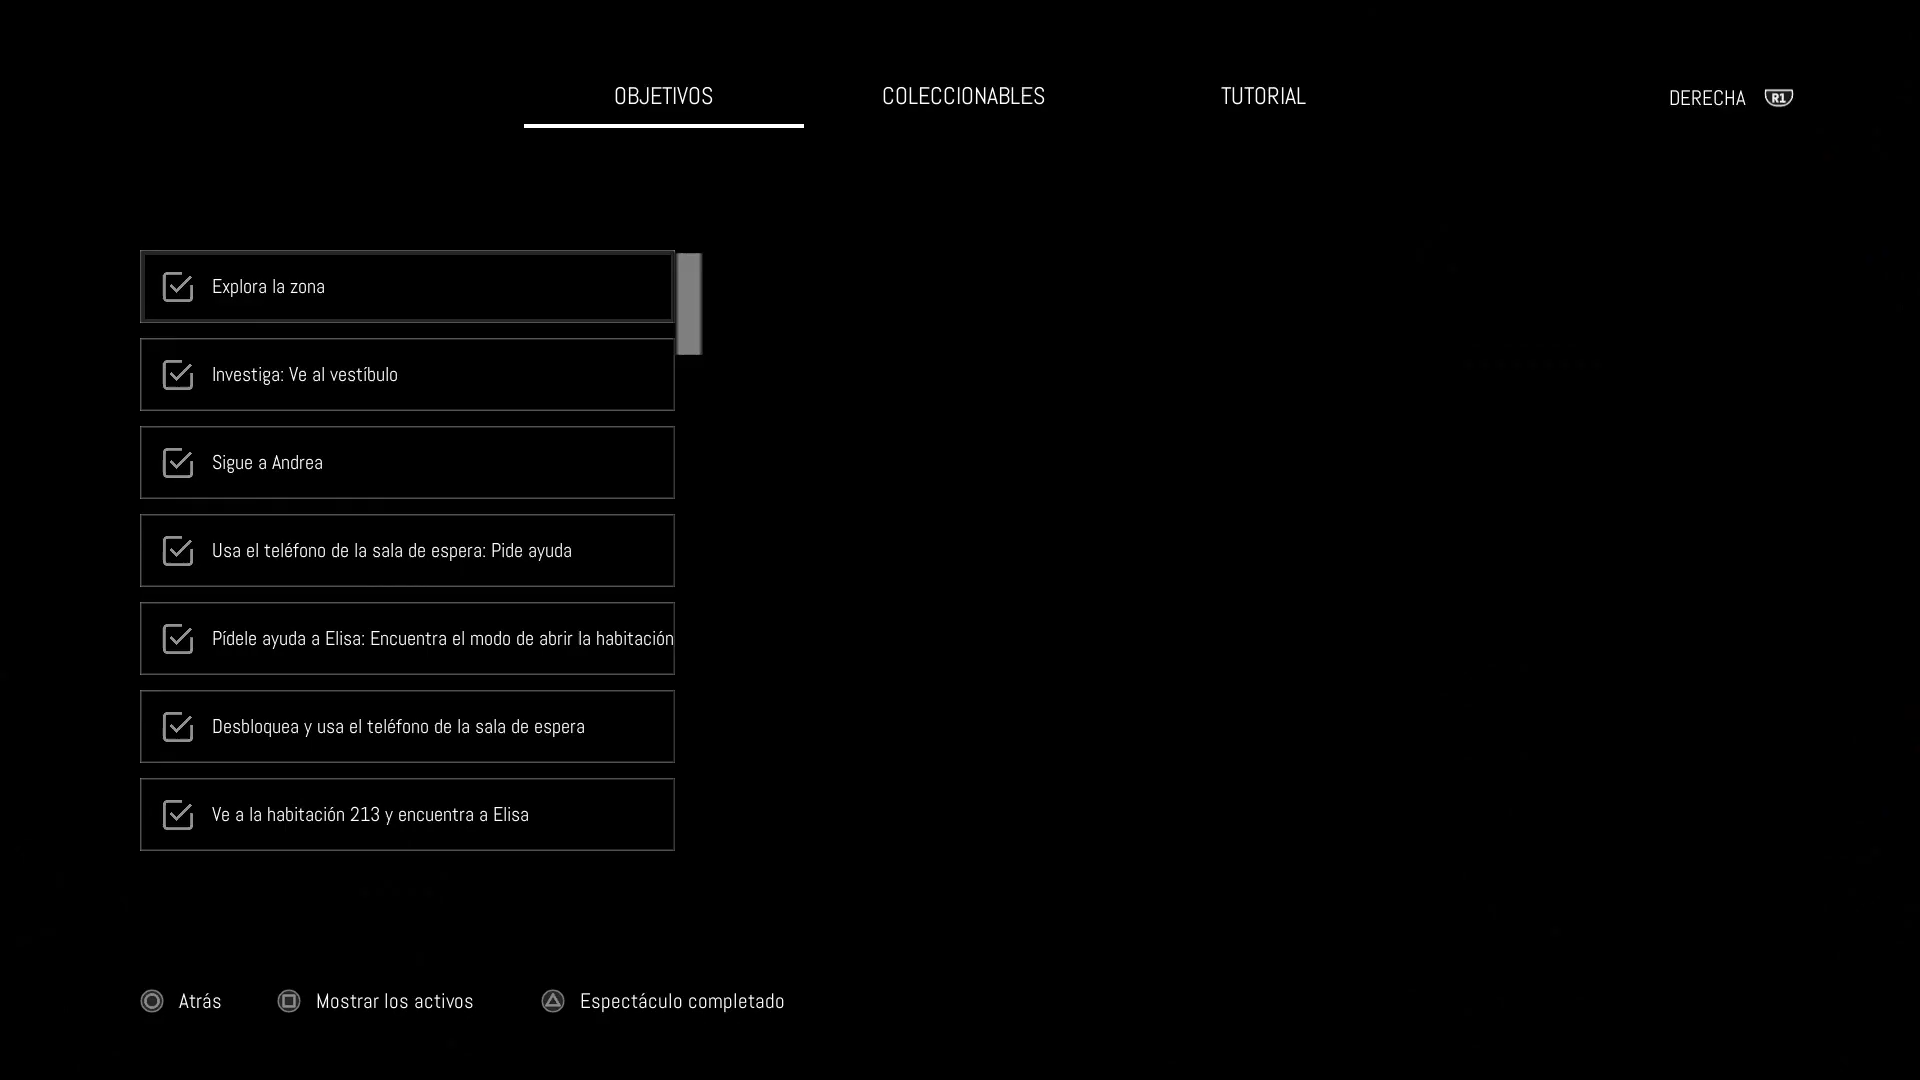 OBJETIVOS
COLECCIONABLES
TUTORIAL
DERECHA R1
Explora la zona
Investiga: Ve al vestíbulo
Sigue a Andrea
Usa el teléfono de la sala de espera: Pide ayuda
Pídele ayuda a Elisa: Encuentra el modo de abrir la habitación
Desbloquea y usa el teléfono de la sala de espera
Ve a la habitación 213 y encuentra a Elisa
Atrás
Mostrar los activos
Espectáculo completado